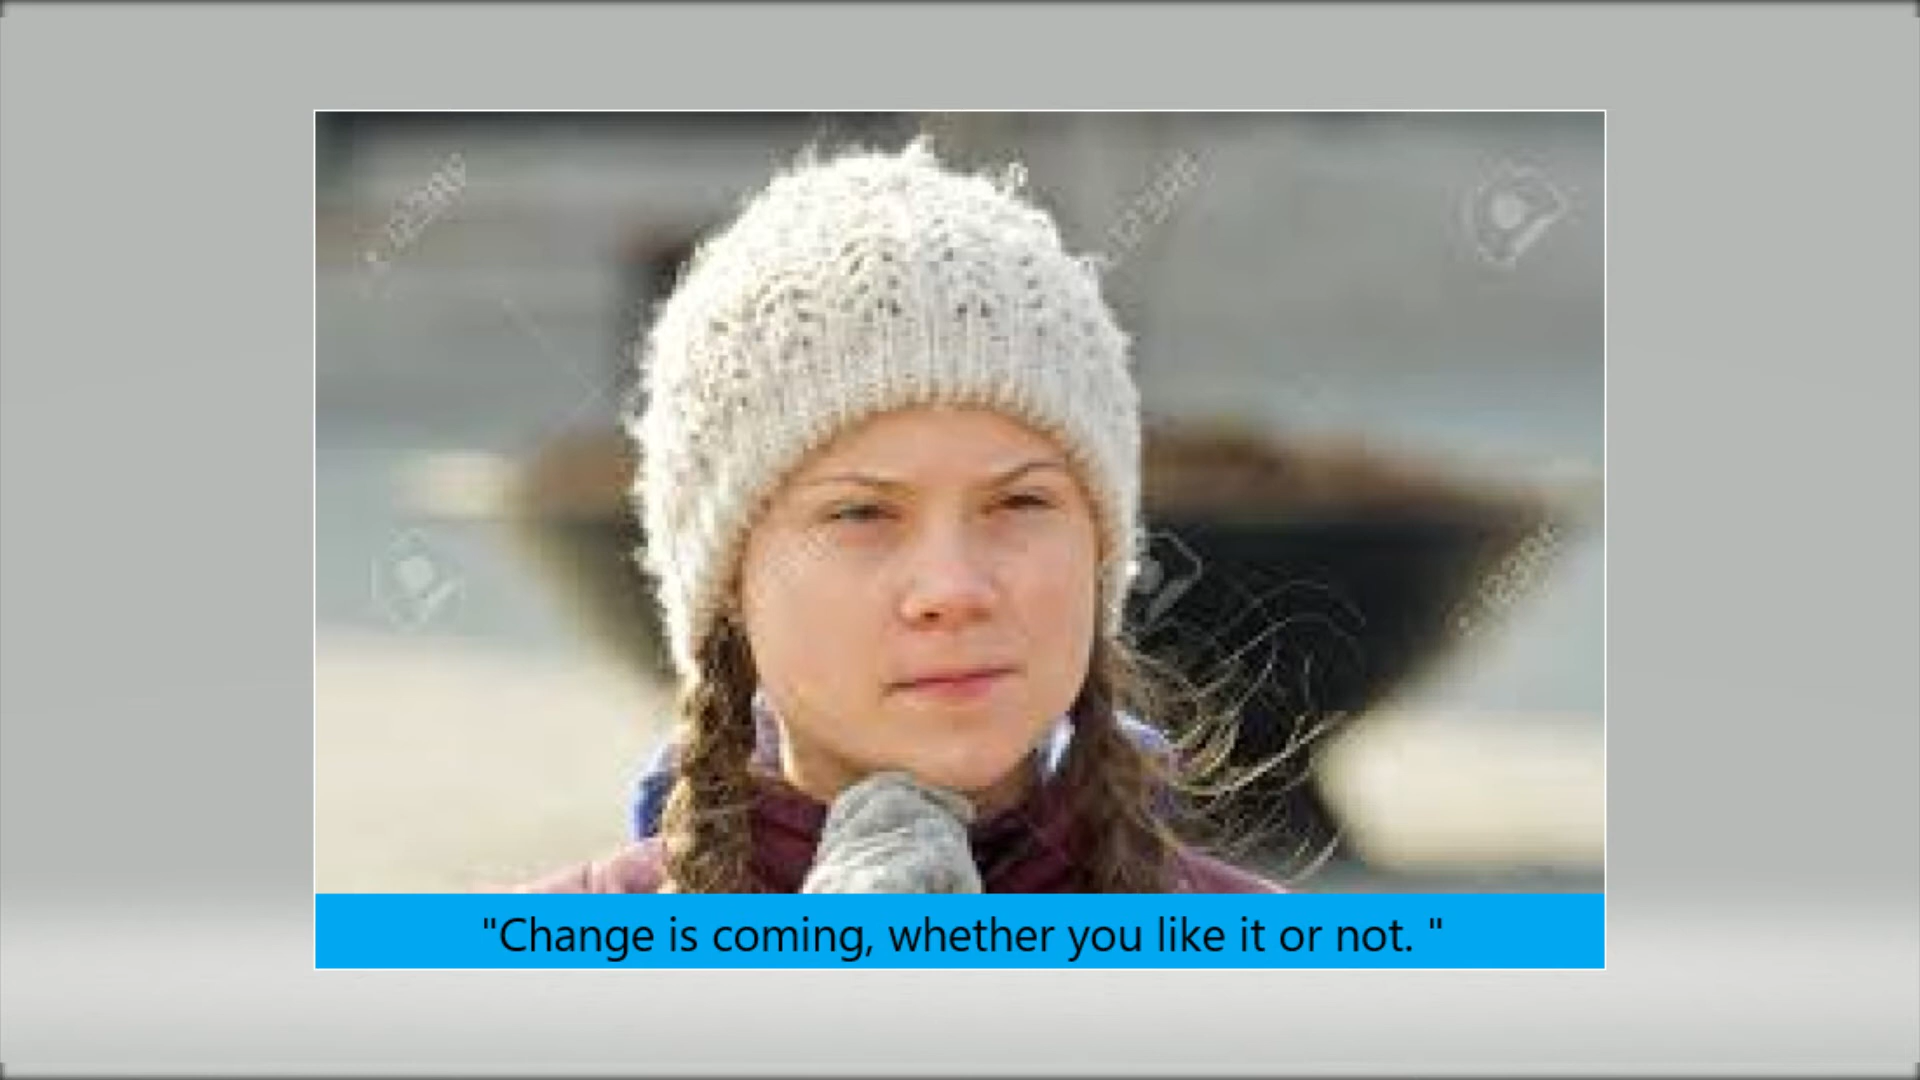 "Change is coming, whether you like it or not. "